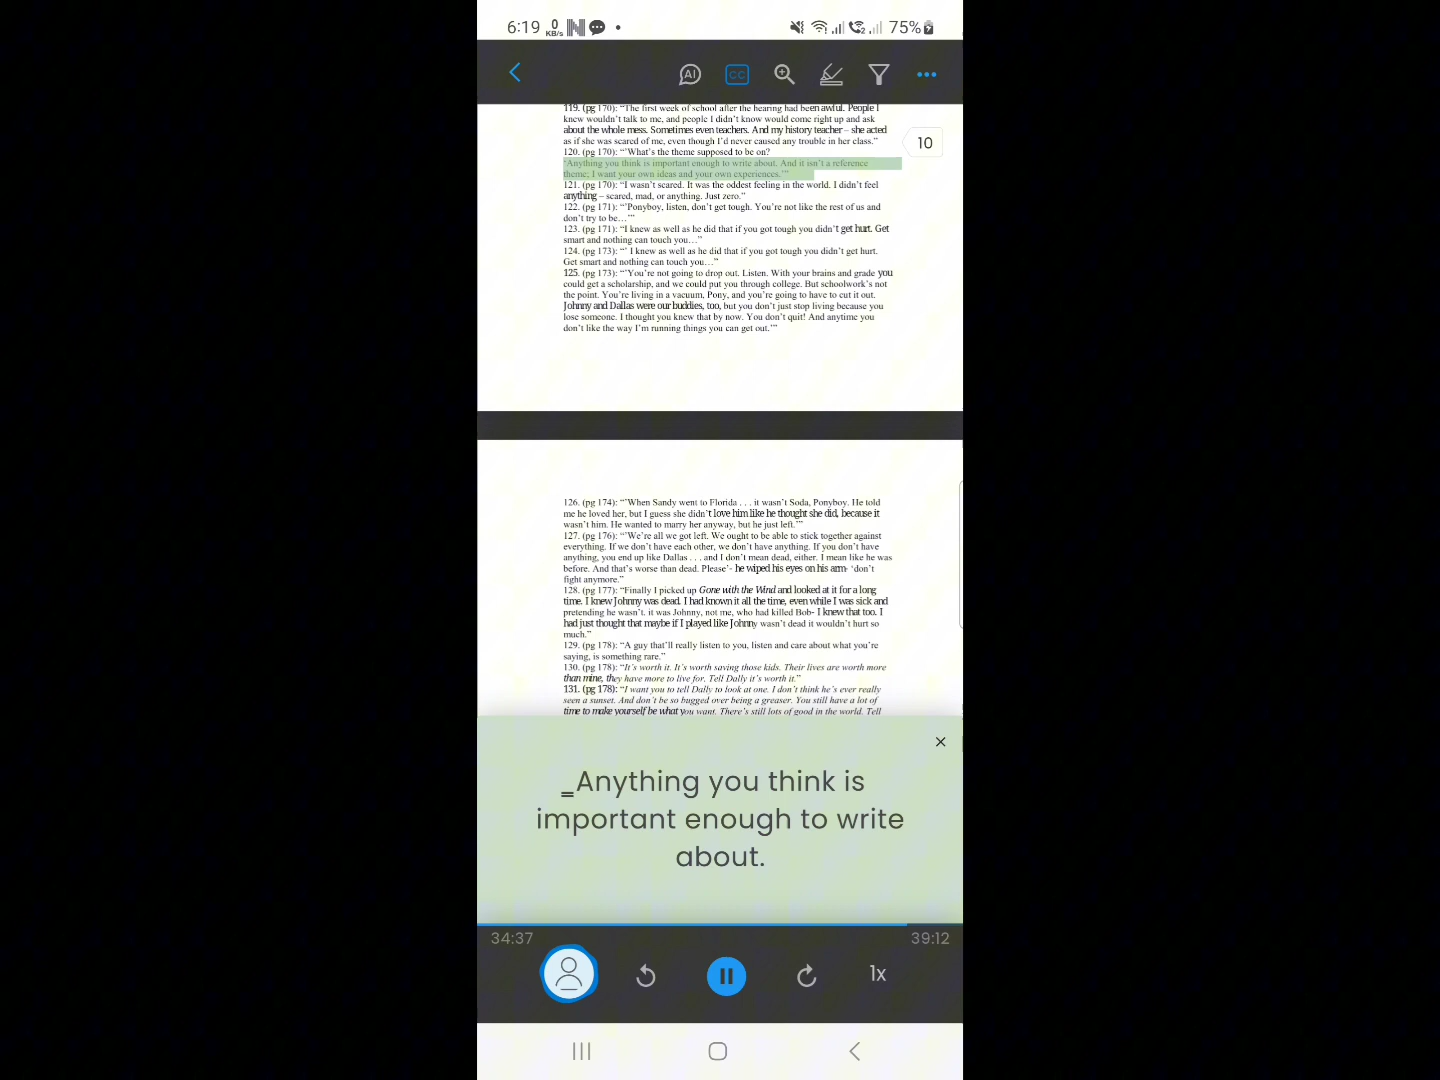 6:19 0 KB/s 75%
AI CC
119. (pg 170): “The first week of school after the hearing had been awful. People I
knew wouldn’t talk to me, and people I didn’t know would come right up and ask
about the whole mess. Sometimes even teachers. And my history teacher – she acted
as if she was scared of me, even though I’d never caused any trouble in her class.”
10
120. (pg 170): “’What’s the theme supposed to be on?
‘Anything you think is important enough to write about. And it isn’t a reference
theme; I want your own ideas and your own experiences.’”
121. (pg 170): “I wasn’t scared. It was the oddest feeling in the world. I didn’t feel
anything – scared, mad, or anything. Just zero.”
122. (pg 171): “’Ponyboy, listen, don’t get tough. You’re not like the rest of us and
don’t try to be…’”
123. (pg 171): “I knew as well as he did that if you got tough you didn’t get hurt. Get
smart and nothing can touch you…”
124. (pg 173): “’ I knew as well as he did that if you got tough you didn’t get hurt.
Get smart and nothing can touch you…”
125. (pg 173): “’You’re not going to drop out. Listen. With your brains and grade you
could get a scholarship, and we could put you through college. But schoolwork’s not
the point. You’re living in a vacuum, Pony, and you’re going to have to cut it out.
Johnny and Dallas were our buddies, too, but you don’t just stop living because you
lose someone. I thought you knew that by now. You don’t quit! And anytime you
don’t like the way I’m running things you can get out.’”
126. (pg 174): “’When Sandy went to Florida . . . it wasn’t Soda, Ponyboy. He told
me he loved her, but I guess she didn’t love him like he thought she did, because it
wasn’t him. He wanted to marry her anyway, but he just left.’”
127. (pg 176): “’We’re all we got left. We ought to be able to stick together against
everything. If we don’t have each other, we don’t have anything. If you don’t have
anything, you end up like Dallas . . . and I don’t mean dead, either. I mean like he was
before. And that’s worse than dead. Please’- he wiped his eyes on his arm- ‘don’t
fight anymore.”
128. (pg 177): “Finally I picked up Gone with the Wind and looked at it for a long
time. I knew Johnny was dead. I had known it all the time, even while I was sick and
pretending he wasn’t. it was Johnny, not me, who had killed Bob- I knew that too. I
had just thought that maybe if I played like Johnny wasn’t dead it wouldn’t hurt so
much.”
129. (pg 178): “A guy that’ll really listen to you, listen and care about what you’re
saying, is something rare.”
130. (pg 178): “It’s worth it. It’s worth saving those kids. Their lives are worth more
than mine, they have more to live for. Tell Dally it’s worth it.”
131. (pg 178): “I want you to tell Dally to look at one. I don’t think he’s ever really
seen a sunset. And don’t be so bugged over being a greaser. You still have a lot of
time to make yourself be what you want. There’s still lots of good in the world. Tell
‗Anything you think is
important enough to write
about.
34:37 39:12
1x